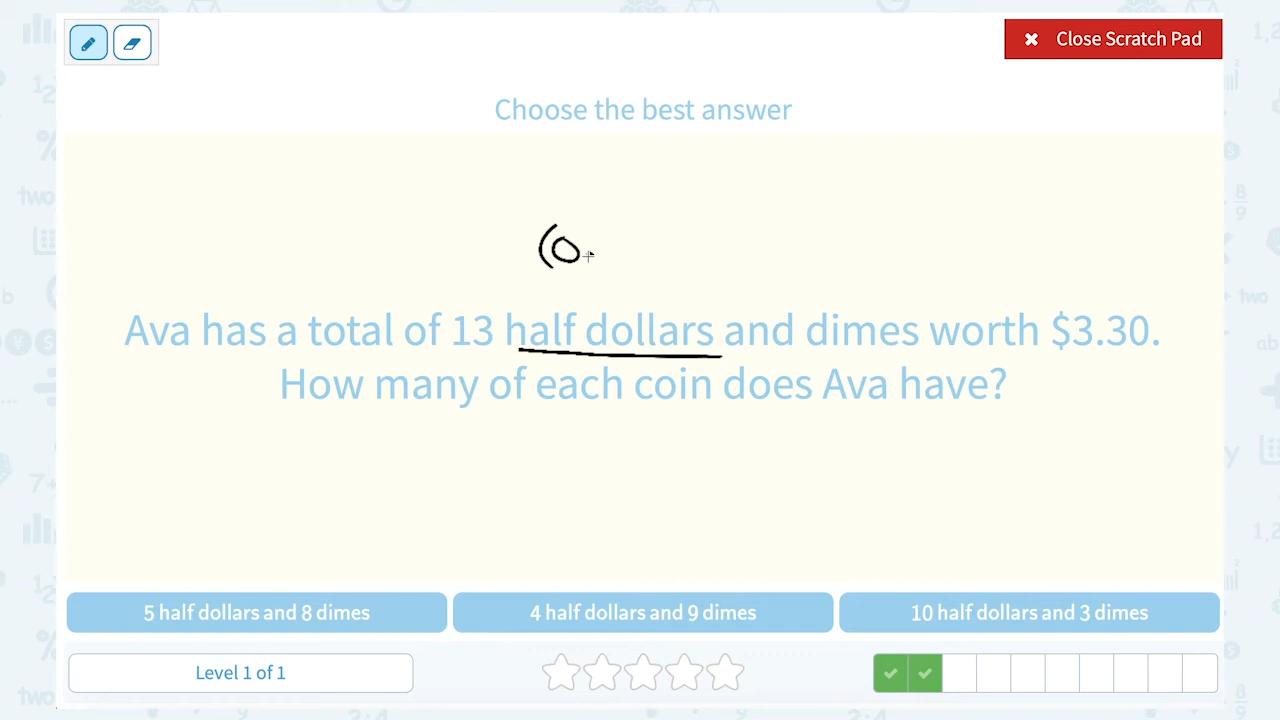 Close Scratch Pad
Choose the best answer
(0.
Ava has a total of 13 half dollars and dimes worth $3.30.
How many of each coin does Ava have?
5 half dollars and 8 dimes
4 half dollars and 9 dimes
10 half dollars and 3 dimes
Level 1 of 1